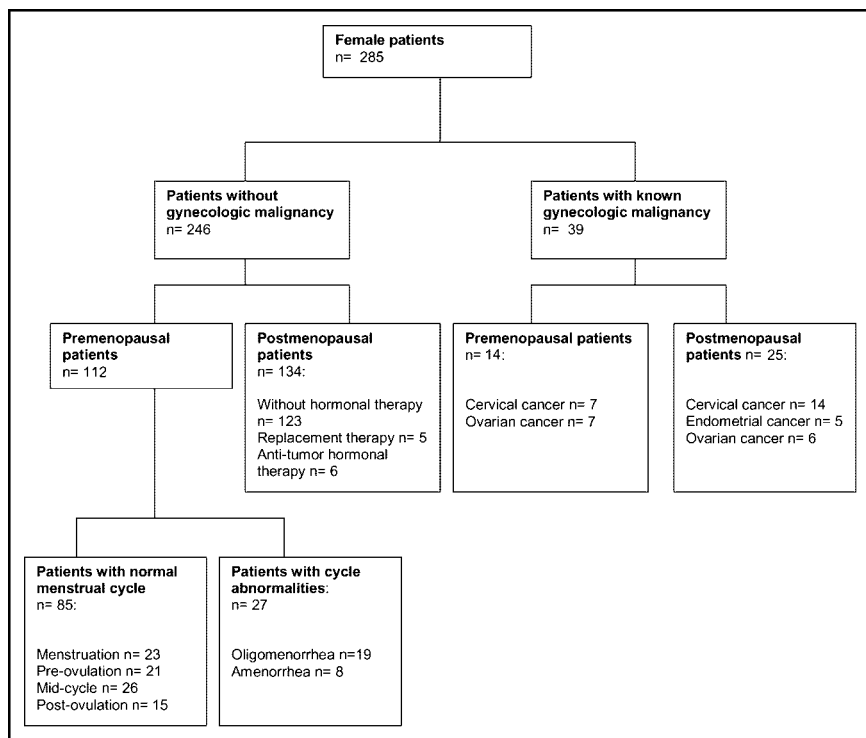 Female patients
n=  285
Patients without
gynecologic malignancy
n= 246
Patients with known
gynecologic malignancy
n=  39
Premenopausal
patients
n= 112
Postmenopausal
patients
n= 134:
Without hormonal therapy
n= 123
Replacement therapy n= 5
Anti-tumor hormonal
therapy n= 6
Premenopausal patients
n= 14:
Cervical cancer n= 7
Ovarian cancer n= 7
Postmenopausal
patients n= 25:
Cervical cancer n= 14
Endometrial cancer n= 5
Ovarian cancer n= 6
Patients with normal
menstrual cycle
n= 85:
Menstruation n= 23
Pre-ovulation n= 21
Mid-cycle n= 26
Post-ovulation n= 15
Patients with cycle
abnormalities:
n= 27
Oligomenorrhea n=19
Amenorrhea n= 8